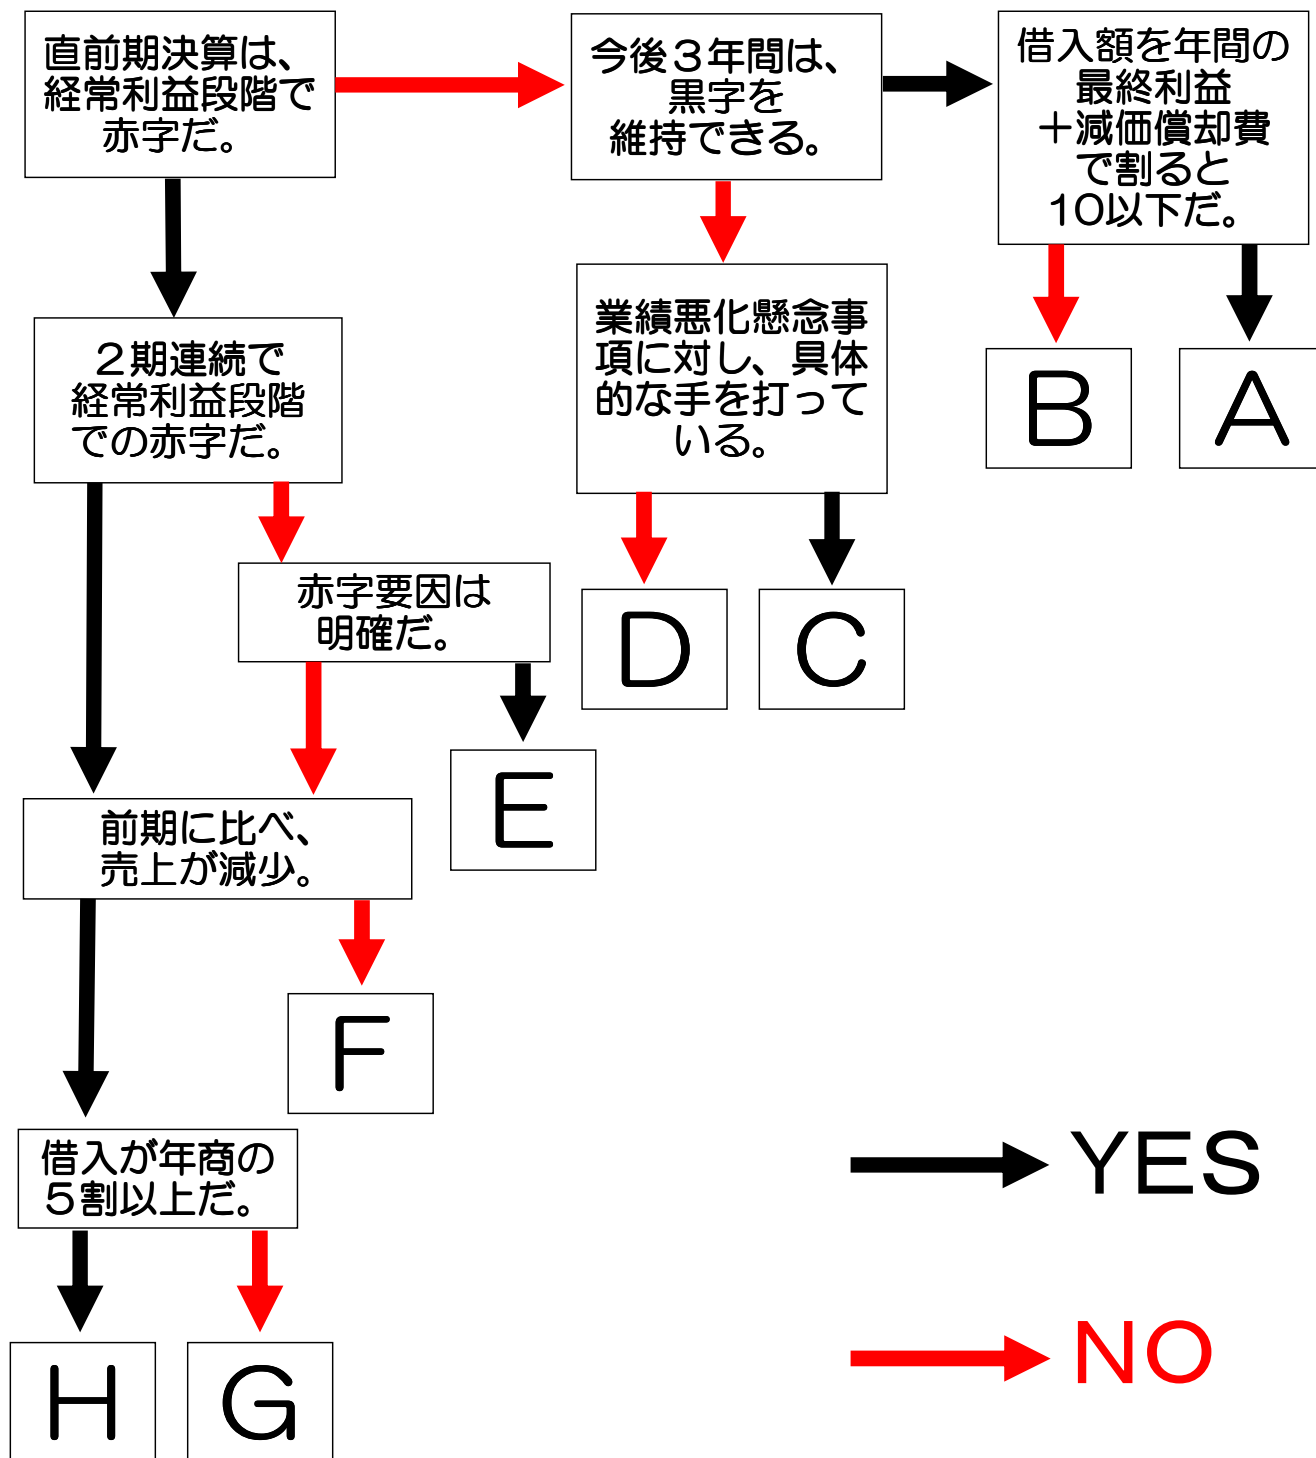 直前期決算は、
経常利益段階で
赤字だ。
今後３年間は、
黒字を
維持できる。
借入額を年間の
最終利益
＋減価償却費
で割ると
１０以下だ。
業績悪化懸念事
項に対し、具体
的な手を打って
いる。
B
A
２期連続で
経常利益段階
での赤字だ。
D
C
赤字要因は
明確だ。
E
前期に比べ、
売上が減少。
F
借入が年商の
５割以上だ。
H
G
YES
NO